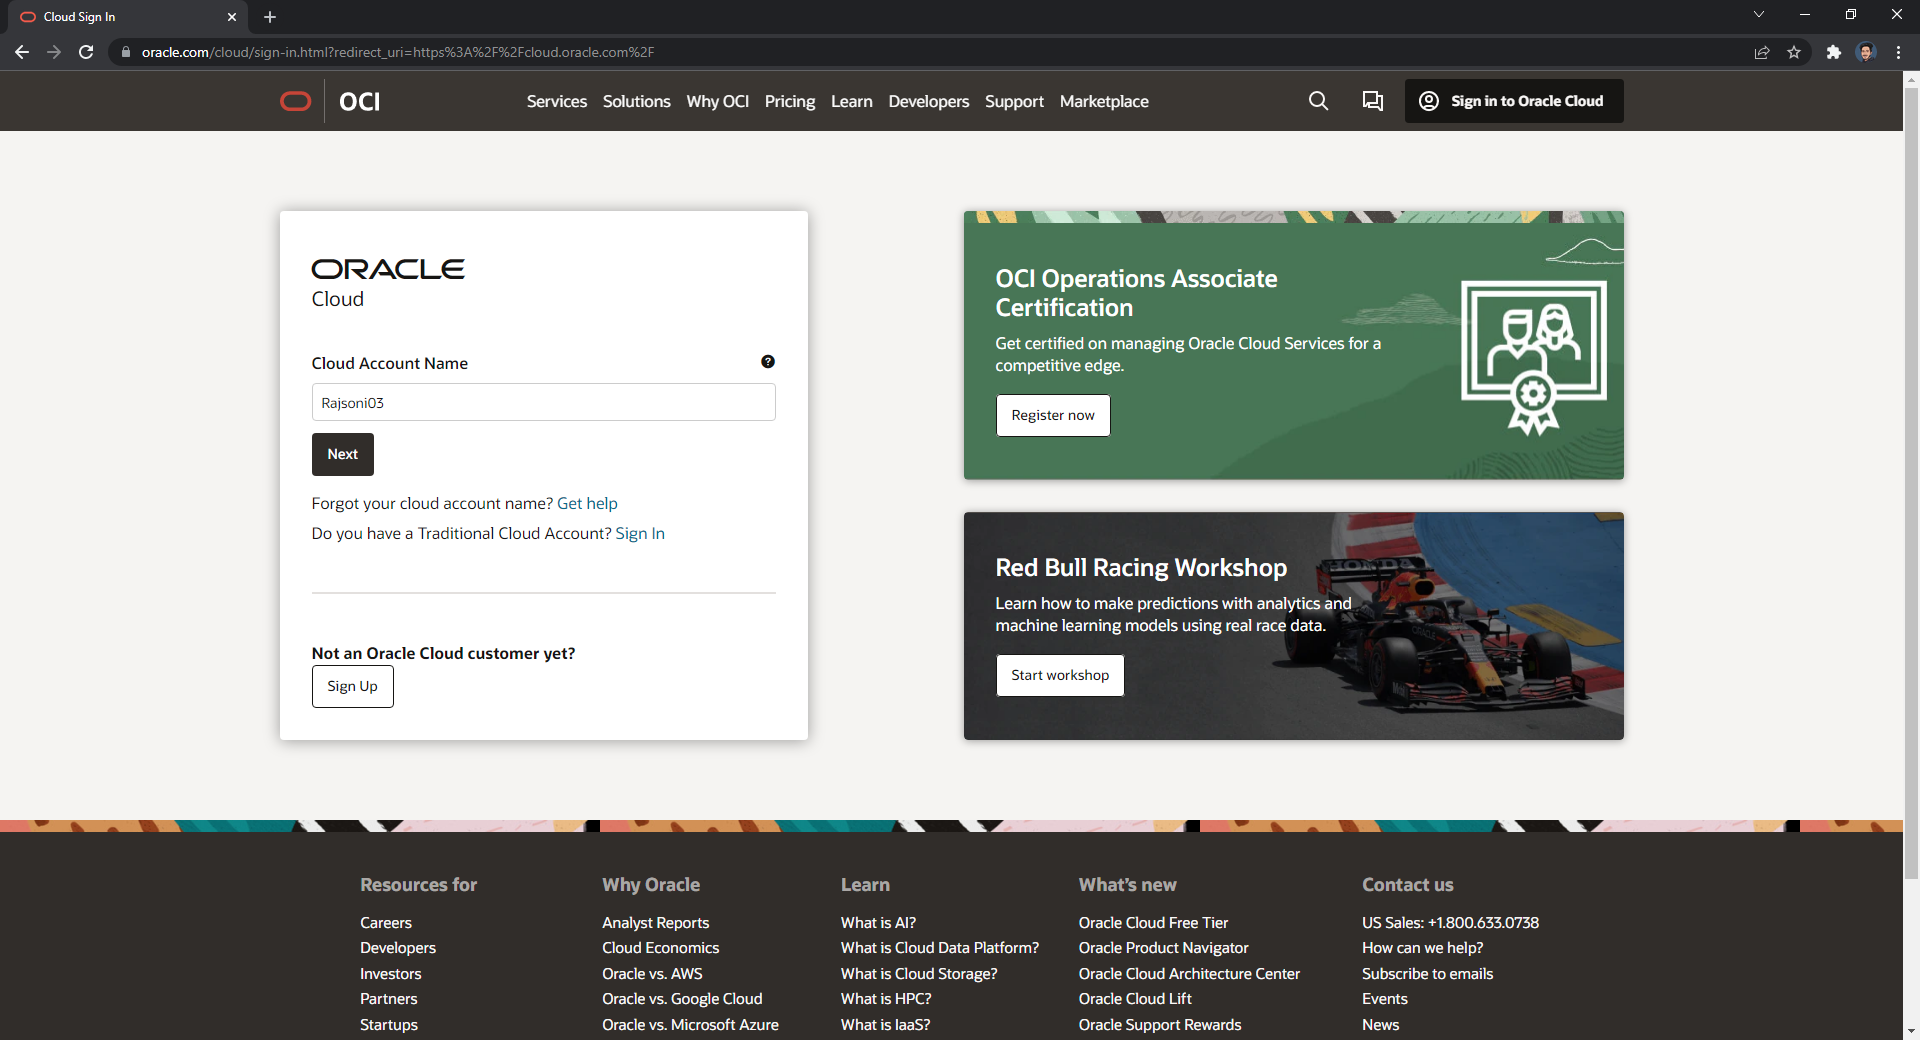 Cloud Sign In
oracle.com/cloud/sign-in.html?redirect_uri=https%3A%2F%2Fcloud.oracle.com%2F
OCI
Services Solutions Why OCI Pricing Learn Developers Support Marketplace
Sign in to Oracle Cloud
ORACLE
Cloud
Cloud Account Name
?
Rajsoni03
Next
Forgot your cloud account name? Get help
Do you have a Traditional Cloud Account? Sign In
Not an Oracle Cloud customer yet?
Sign Up
OCI Operations Associate
Certification
Get certified on managing Oracle Cloud Services for a
competitive edge.
Register now
Red Bull Racing Workshop
Learn how to make predictions with analytics and
machine learning models using real race data.
Start workshop
HONDA
ORACLE
Resources for
Careers
Developers
Investors
Partners
Startups
Why Oracle
Analyst Reports
Cloud Economics
Oracle vs. AWS
Oracle vs. Google Cloud
Oracle vs. Microsoft Azure
Learn
What is AI?
What is Cloud Data Platform?
What is Cloud Storage?
What is HPC?
What is IaaS?
What's new
Oracle Cloud Free Tier
Oracle Product Navigator
Oracle Cloud Architecture Center
Oracle Cloud Lift
Oracle Support Rewards
Contact us
US Sales: +1.800.633.0738
How can we help?
Subscribe to emails
Events
News